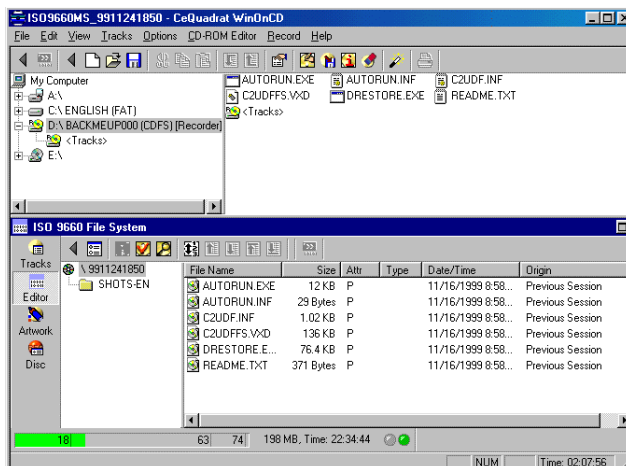 ISO9660MS_9911241850 - CeQuadrat WinOnCD
File Edit View Tracks Options CD-ROM Editor Record Help
My Computer
A:\
C:\ ENGLISH (FAT)
D:\ BACKMEUP000 (CDFS) [Recorder]
<Tracks>
E:\
AUTORUN.EXE AUTORUN.INF C2UDF.INF
C2UDFFS.VXD DRESTORE.EXE README.TXT
<Tracks>
ISO 9660 File System
Tracks
Editor
Artwork
Disc
\ 9911241850
SHOTS-EN
File Name Size Attr Type Date/Time Origin
AUTORUN.EXE 12 KB P 11/16/1999 8:58... Previous Session
AUTORUN.INF 29 Bytes P 11/16/1999 8:58... Previous Session
C2UDF.INF 1.02 KB P 11/16/1999 8:58... Previous Session
C2UDFFS.VXD 136 KB P 11/16/1999 8:58... Previous Session
DRESTORE.E... 76.4 KB P 11/16/1999 8:58... Previous Session
README.TXT 371 Bytes P 11/16/1999 8:58... Previous Session
18 63 74 198 MB, Time: 22:34:44
NUM Time: 02:07:56